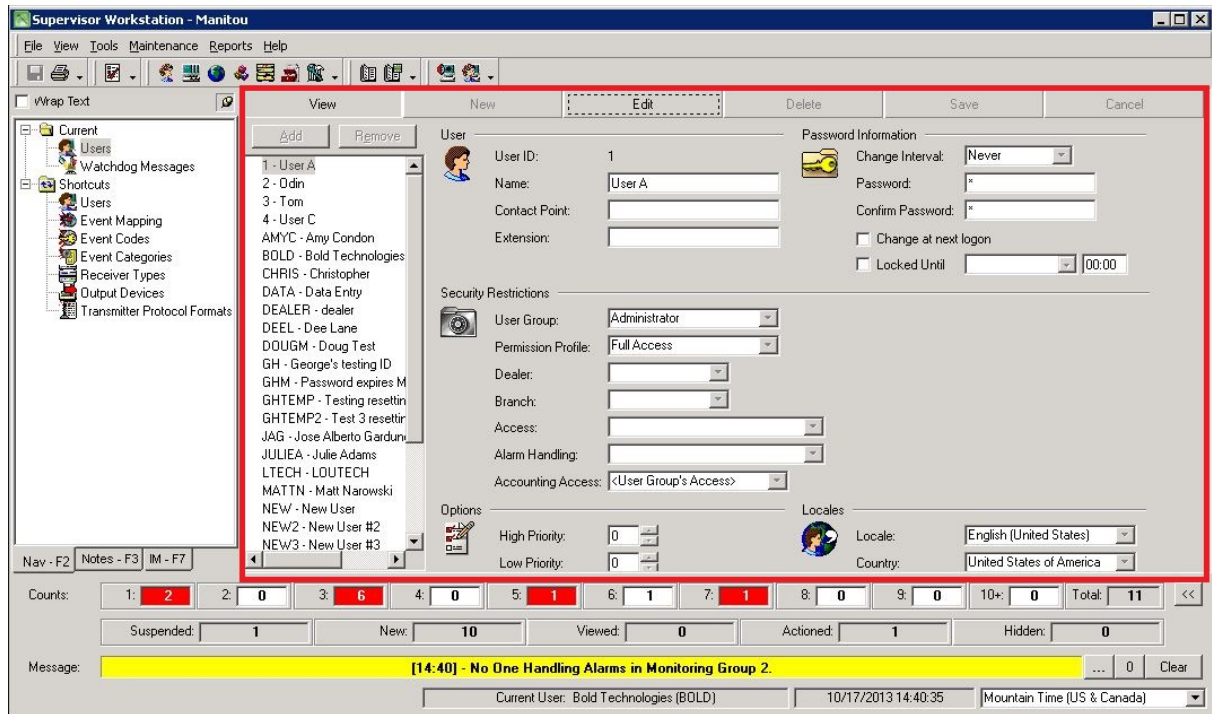 Supervisor Workstation - Manitou
File View Tools Maintenance Reports Help
Wrap Text
Current
Users
Watchdog Messages
Shortcuts
Users
Event Mapping
Event Codes
Event Categories
Receiver Types
Output Devices
Transmitter Protocol Formats
Nav - F2 Notes - F3 IM - F7
View New Edit Delete Save Cancel
Add Remove
1 - User A
2 - Odin
3 - Tom
4 - User C
AMYC - Amy Condon
BOLD - Bold Technologies
CHRIS - Christopher
DATA - Data Entry
DEALER - dealer
DEEL - Dee Lane
DOUGM - Doug Test
GH - George's testing ID
GHM - Password expires M
GHTEMP - Testing resettin
GHTEMP2 - Test 3 resettin
JAG - Jose Alberto Gardun
JULIEA - Julie Adams
LTECH - LOUTECH
MATTN - Matt Narowski
NEW - New User
NEW2 - New User #2
NEW3 - New User #3
User
User ID: 1
Name: User A
Contact Point:
Extension:
Password Information
Change Interval: Never
Password: *
Confirm Password: *
Change at next logon
Locked Until 00:00
Security Restrictions
User Group: Administrator
Permission Profile: Full Access
Dealer:
Branch:
Access:
Alarm Handling:
Accounting Access: <User Group's Access>
Options
High Priority: 0
Low Priority: 0
Locales
Locale: English (United States)
Country: United States of America
Counts: 1: 2 2: 0 3: 6 4: 0 5: 1 6: 1 7: 1 8: 0 9: 0 10+: 0 Total: 11 <<
Suspended: 1 New: 10 Viewed: 0 Actioned: 1 Hidden: 0
Message: [14:40] - No One Handling Alarms in Monitoring Group 2. ... 0 Clear
Current User: Bold Technologies (BOLD) 10/17/2013 14:40:35 Mountain Time (US & Canada)